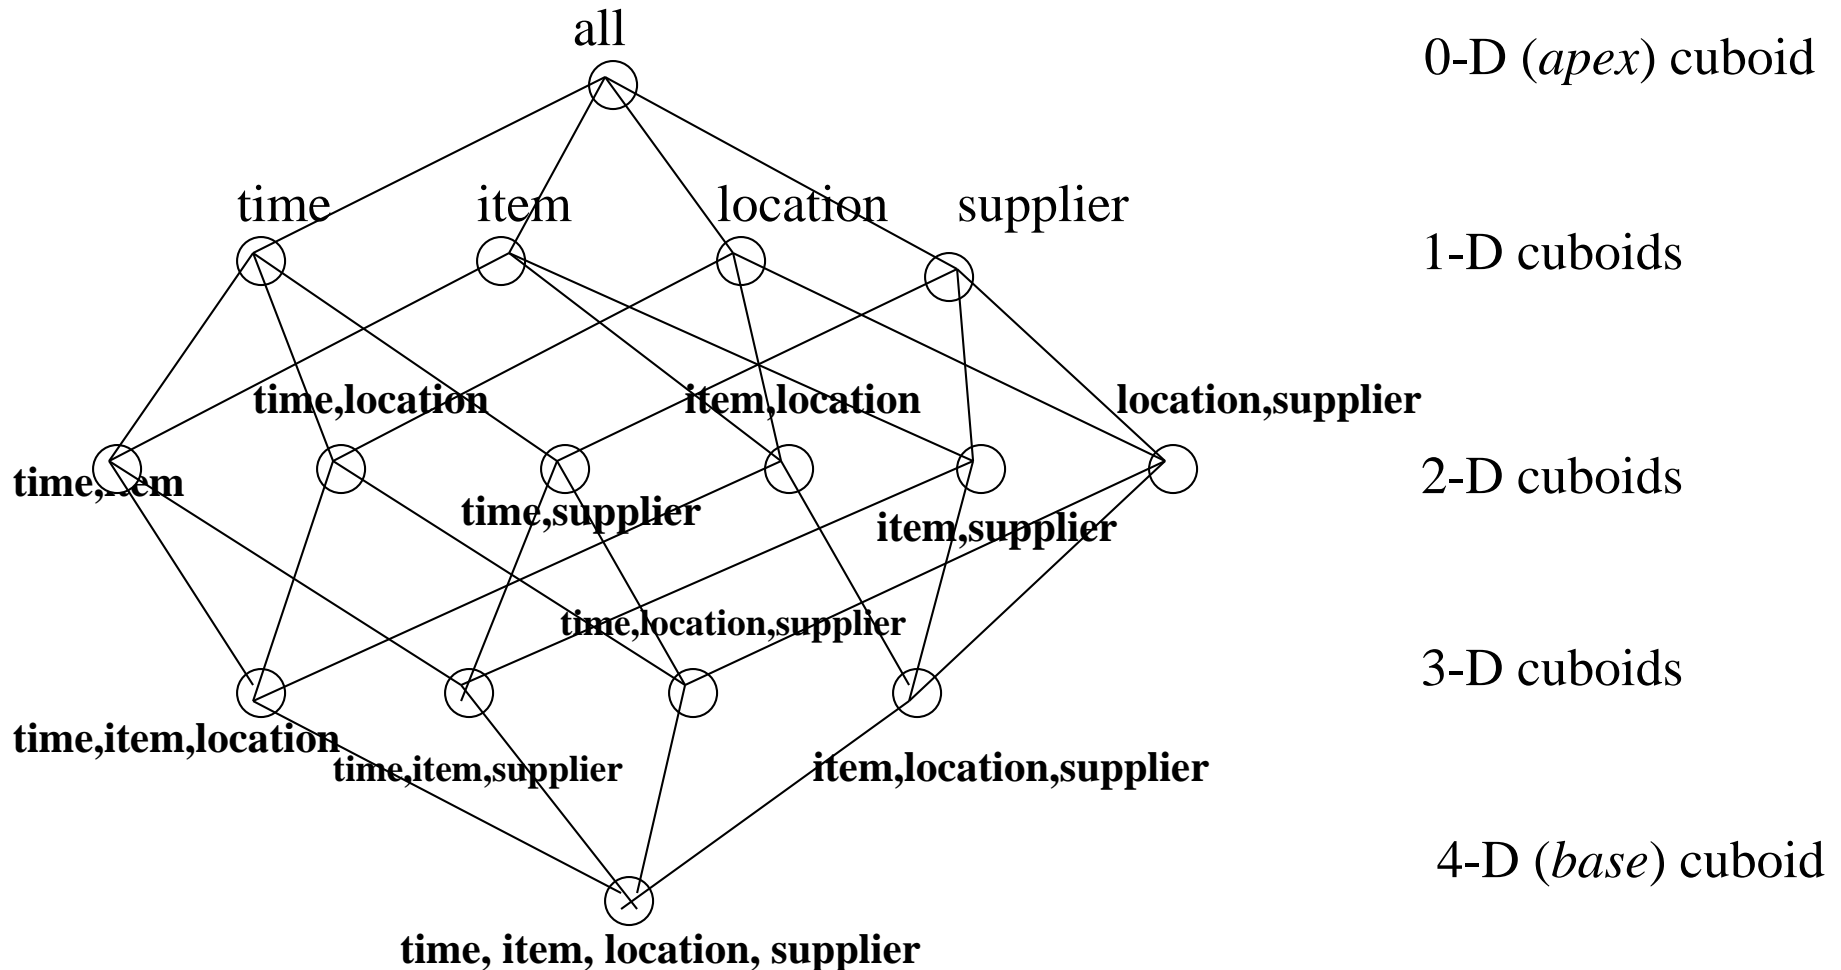 all
0-D (apex) cuboid
time
item
location
supplier
1-D cuboids
time,location
item,location
location,supplier
time,item
2-D cuboids
time,supplier
item,supplier
time,location,supplier
3-D cuboids
time,item,location
time,item,supplier
item,location,supplier
4-D (base) cuboid
time, item, location, supplier